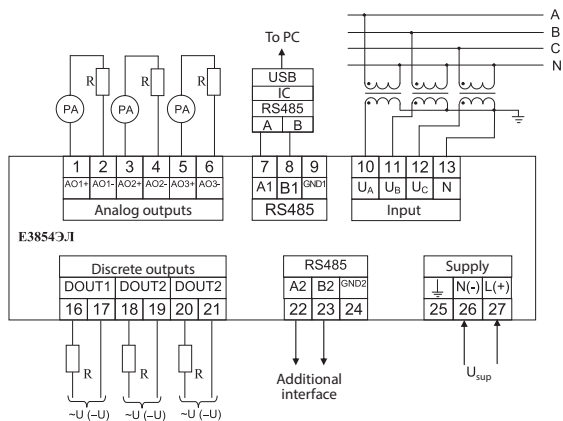 A
B
C
N
To PC
USB
IC
RS485
A B
R R R
PA PA PA
1 2 3 4 5 6
AO1+ AO1- AO2+ AO2- AO3+ AO3-
Analog outputs
7 8 9
A1 B1 GND1
RS485
10 11 12 13
UA UB UC N
Input
E3854ЭЛ
Discrete outputs
DOUT1 DOUT2 DOUT2
16 17 18 19 20 21
RS485
A2 B2 GND2
22 23 24
Supply
N(-) L(+)
25 26 27
R R R
~U (–U) ~U (–U) ~U (–U)
Additional
interface
Usup